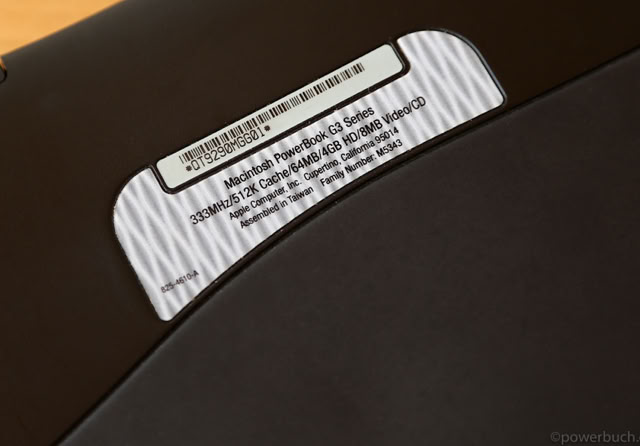 *QT9290MGG01*
Macintosh PowerBook G3 Series
333MHz/512K Cache/64MB/4GB HD/8MB Video/CD
Apple Computer, Inc. Cupertino, California 95014
Assembled in Taiwan Family Number: M5343
825-4610-A
©powerbuch.